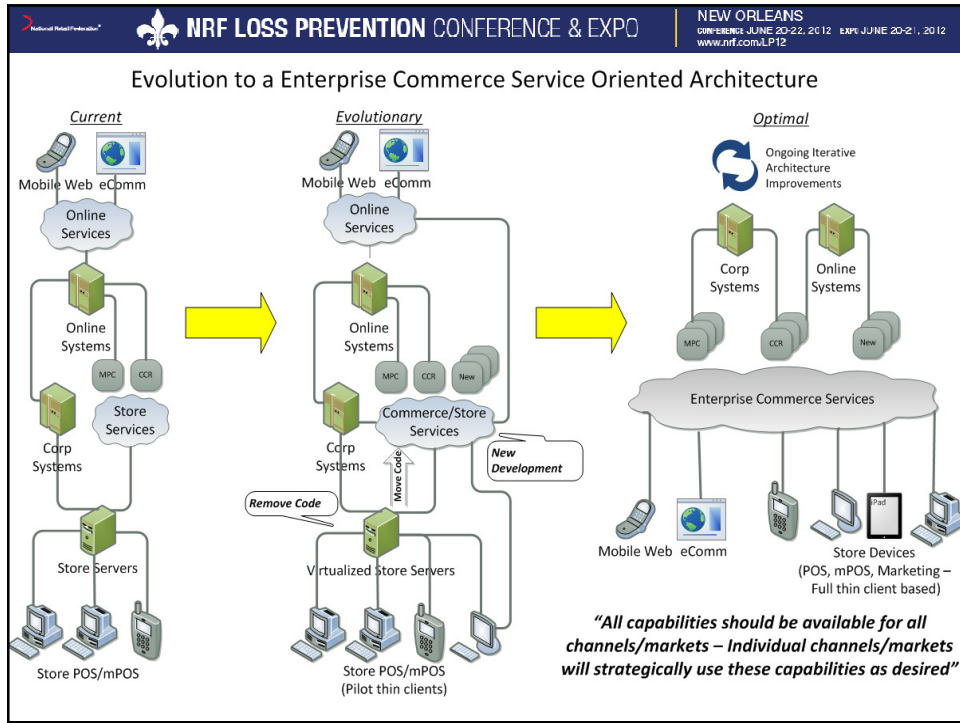 National Retail Federation
NRF LOSS PREVENTION CONFERENCE & EXPO
NEW ORLEANS
CONFERENCE JUNE 20-22, 2012 EXPO JUNE 20-21, 2012
www.nrf.com/LP12
Evolution to a Enterprise Commerce Service Oriented Architecture
Current
Mobile Web eComm
Online
Services
Online
Systems
MPC CCR
Store
Services
Corp
Systems
Store Servers
Store POS/mPOS
Evolutionary
Mobile Web eComm
Online
Services
Online
Systems
MPC CCR New
Commerce/Store
Services
Corp
Systems
Move Code
New
Development
Remove Code
Virtualized Store Servers
Store POS/mPOS
(Pilot thin clients)
Optimal
Ongoing Iterative
Architecture
Improvements
Corp
Systems
Online
Systems
MPC CCR New
Enterprise Commerce Services
iPad
Mobile Web eComm
Store Devices
(POS, mPOS, Marketing –
Full thin client based)
“All capabilities should be available for all
channels/markets – Individual channels/markets
will strategically use these capabilities as desired”